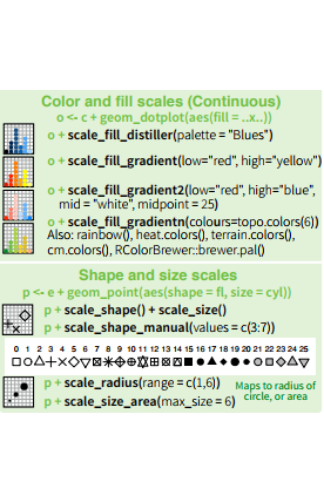 Color and fill scales (Continuous)
o <- c + geom_dotplot(aes(fill = ..x..))
o + scale_fill_distiller(palette = "Blues")
o + scale_fill_gradient(low="red", high="yellow")
o + scale_fill_gradient2(low="red", high="blue",
mid = "white", midpoint = 25)
o + scale_fill_gradientn(colours=topo.colors(6))
Also: rainbow(), heat.colors(), terrain.colors(),
cm.colors(), RColorBrewer::brewer.pal()
Shape and size scales
p <- e + geom_point(aes(shape = fl, size = cyl))
p + scale_shape() + scale_size()
p + scale_shape_manual(values = c(3:7))
0 1 2 3 4 5 6 7 8 9 10 11 12 13 14 15 16 17 18 19 20 21 22 23 24 25
p + scale_radius(range = c(1,6))
p + scale_size_area(max_size = 6)
Maps to radius of
circle, or area